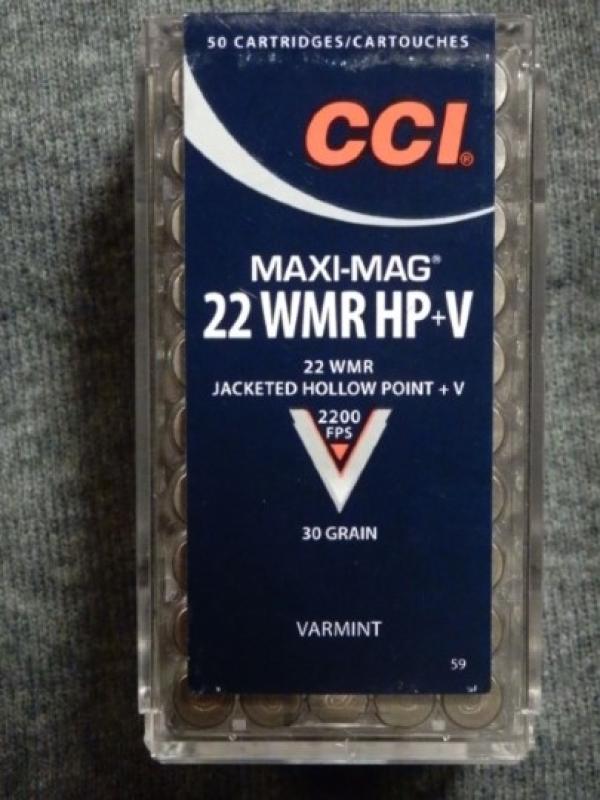 50 CARTRIDGES/CARTOUCHES
CCI®
MAXI-MAG®
22 WMR HP+V
22 WMR
JACKETED HOLLOW POINT + V
2200
FPS
30 GRAIN
VARMINT
59